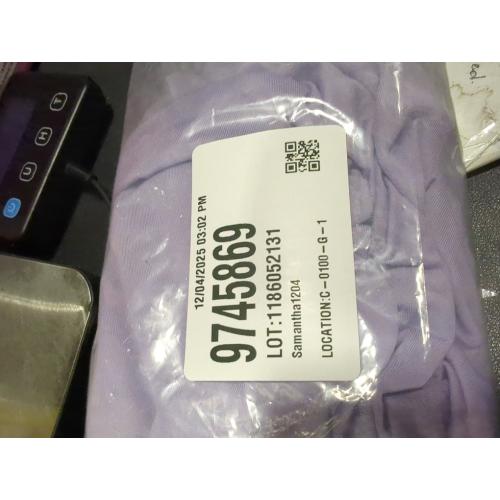 12/04/2025 03:02 PM
9745869
LOT:1186052131
Samantha1204
LOCATION:C-0100-G-1